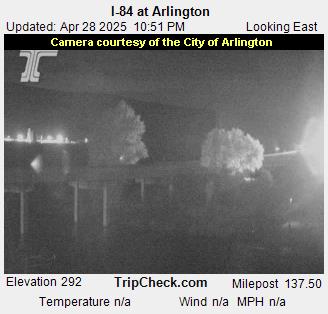 I-84 at Arlington
Updated: Apr 28 2025 10:51 PM Looking East
Camera courtesy of the City of Arlington
Elevation 292 TripCheck.com Milepost 137.50
Temperature n/a Wind n/a MPH n/a